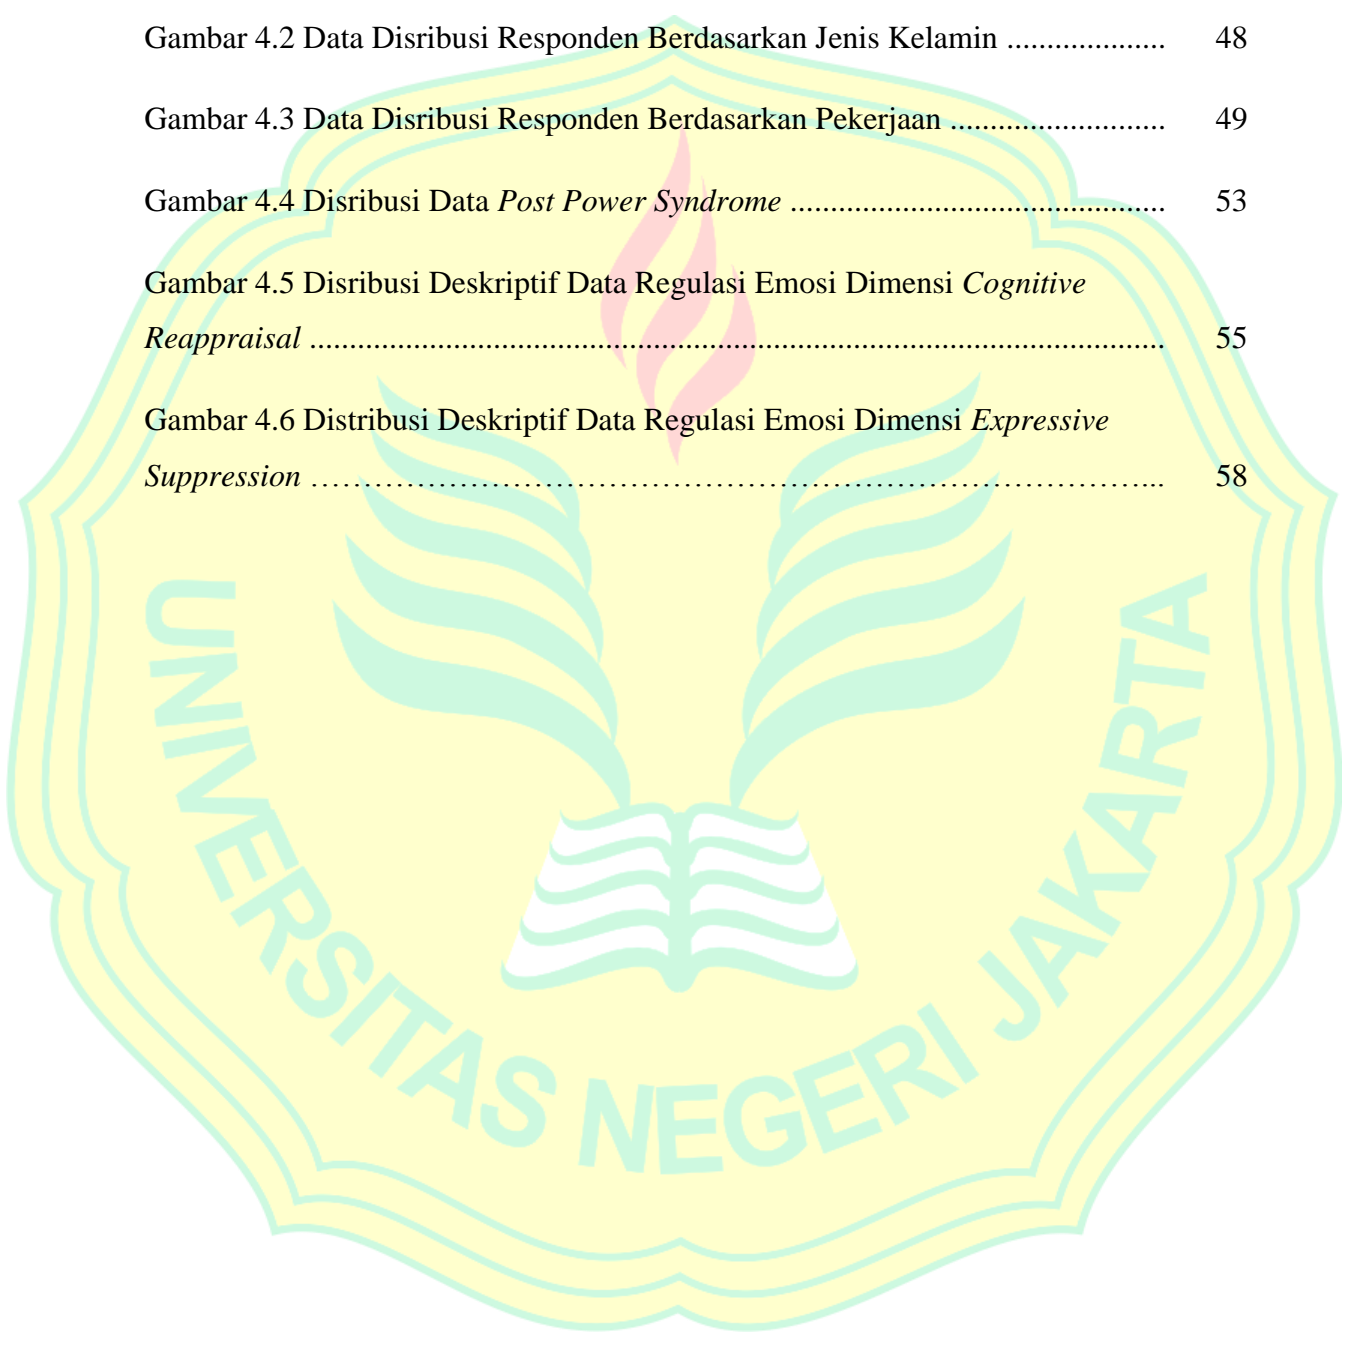 Gambar 4.2 Data Disribusi Responden Berdasarkan Jenis Kelamin .................... 48
Gambar 4.3 Data Disribusi Responden Berdasarkan Pekerjaan ........................... 49
Gambar 4.4 Disribusi Data Post Power Syndrome .............................................. 53
Gambar 4.5 Disribusi Deskriptif Data Regulasi Emosi Dimensi Cognitive
Reappraisal .......................................................................................................... 55
Gambar 4.6 Distribusi Deskriptif Data Regulasi Emosi Dimensi Expressive
Suppression ………………………………………………………………………... 58
UNIVERSITAS NEGERI JAKARTA